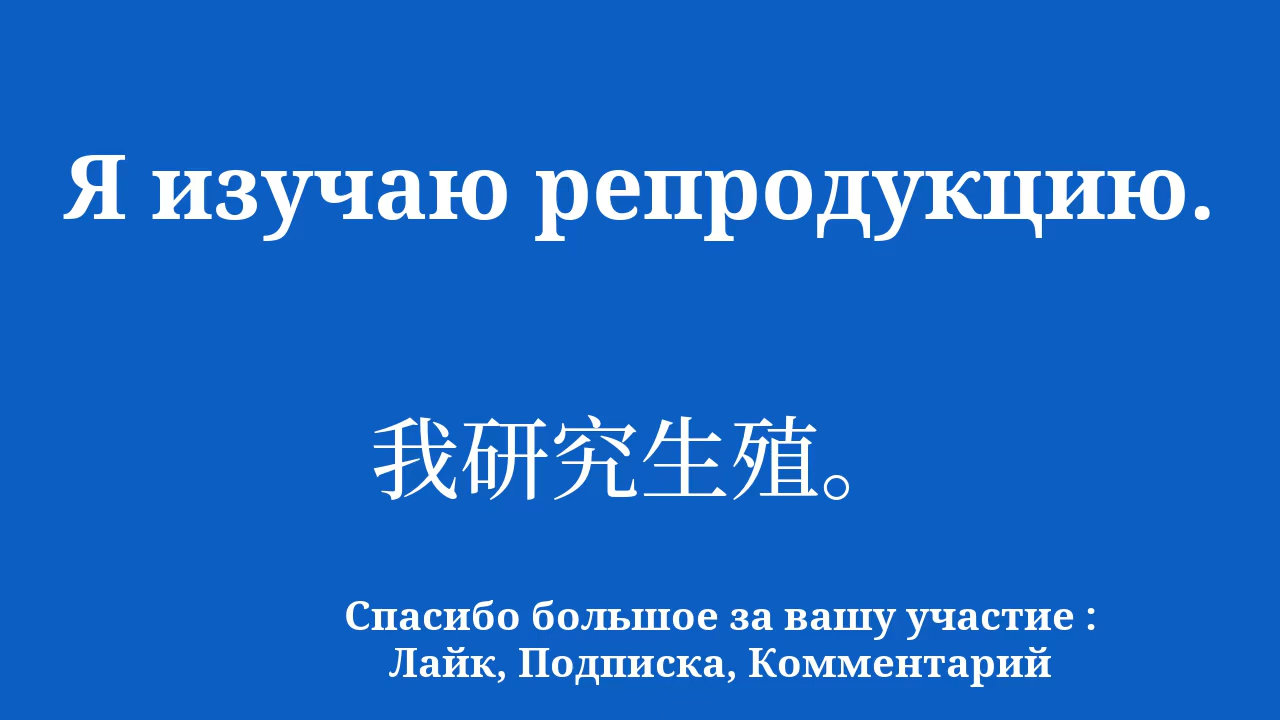 Я изучаю репродукцию.
我研究生殖。
Спасибо большое за вашу участие :
Лайк, Подписка, Комментарий